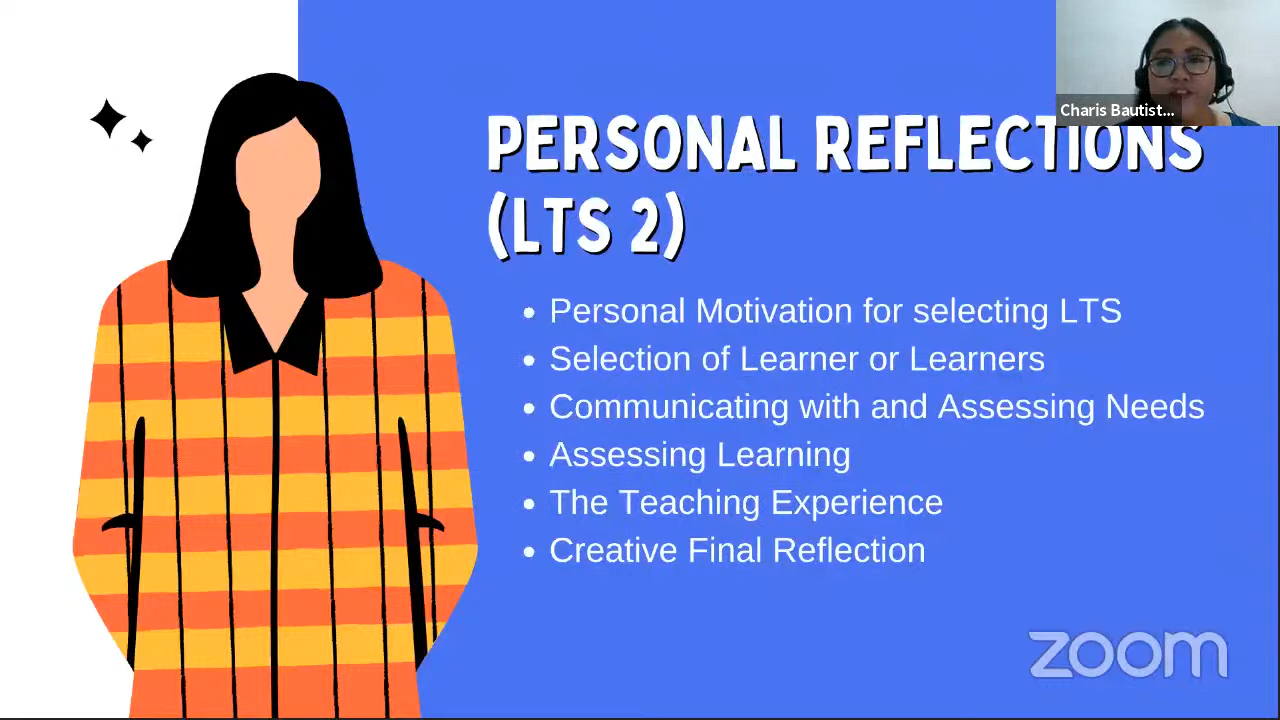 Charis Bautist...
PERSONAL REFLECTIONS
(LTS 2)
• Personal Motivation for selecting LTS
• Selection of Learner or Learners
• Communicating with and Assessing Needs
• Assessing Learning
• The Teaching Experience
• Creative Final Reflection
zoom